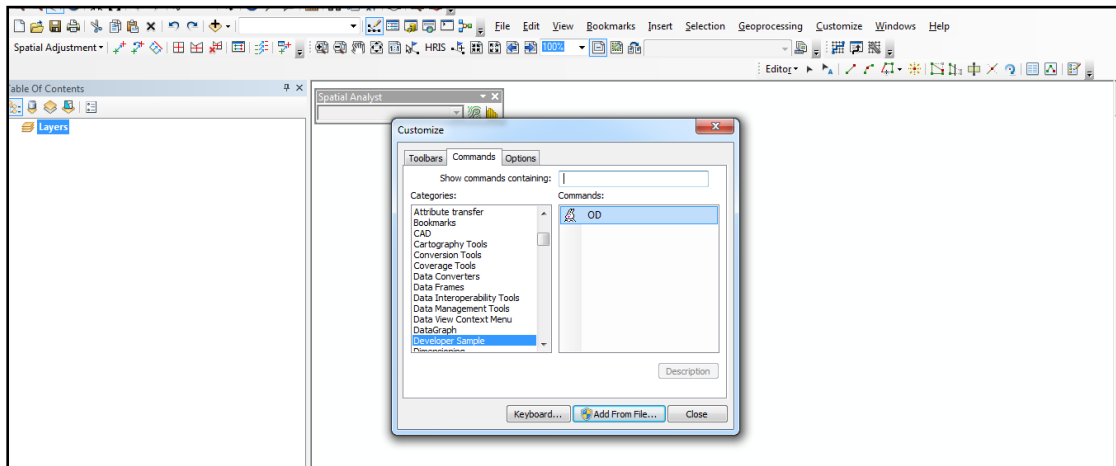 File Edit View Bookmarks Insert Selection Geoprocessing Customize Windows Help
Spatial Adjustment HRIS 100%
Editor
able Of Contents
Layers
Spatial Analyst
Customize
Toolbars Commands Options
Show commands containing:
Categories: Commands:
Attribute transfer
Bookmarks
CAD
Cartography Tools
Conversion Tools
Coverage Tools
Data Converters
Data Frames
Data Interoperability Tools
Data Management Tools
Data View Context Menu
DataGraph
Developer Sample
OD
Description
Keyboard... Add From File... Close